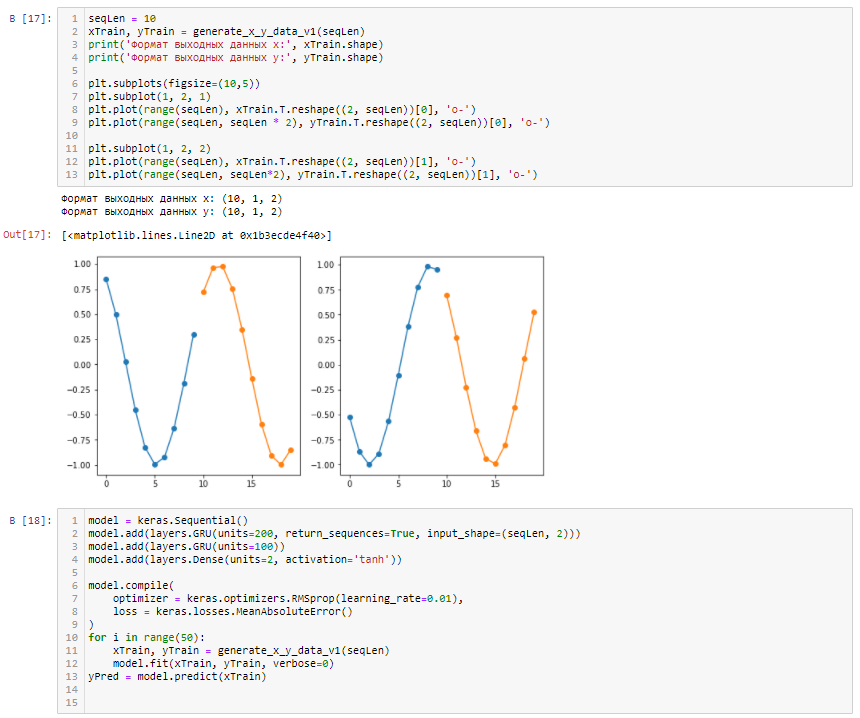 В [17]:
1 seqLen = 10
2 xTrain, yTrain = generate_x_y_data_v1(seqLen)
3 print('Формат выходных данных x:', xTrain.shape)
4 print('Формат выходных данных y:', yTrain.shape)
5
6 plt.subplots(figsize=(10,5))
7 plt.subplot(1, 2, 1)
8 plt.plot(range(seqLen), xTrain.T.reshape((2, seqLen))[0], 'o-')
9 plt.plot(range(seqLen, seqLen * 2), yTrain.T.reshape((2, seqLen))[0], 'o-')
10
11 plt.subplot(1, 2, 2)
12 plt.plot(range(seqLen), xTrain.T.reshape((2, seqLen))[1], 'o-')
13 plt.plot(range(seqLen, seqLen*2), yTrain.T.reshape((2, seqLen))[1], 'o-')
Формат выходных данных x: (10, 1, 2)
Формат выходных данных y: (10, 1, 2)
Out[17]: [<matplotlib.lines.Line2D at 0x1b3ecde4f40>]
1.00
0.75
0.50
0.25
0.00
−0.25
−0.50
−0.75
−1.00
0 5 10 15
1.00
0.75
0.50
0.25
0.00
−0.25
−0.50
−0.75
−1.00
0 5 10 15
В [18]:
1 model = keras.Sequential()
2 model.add(layers.GRU(units=200, return_sequences=True, input_shape=(seqLen, 2)))
3 model.add(layers.GRU(units=100))
4 model.add(layers.Dense(units=2, activation='tanh'))
5
6 model.compile(
7 optimizer = keras.optimizers.RMSprop(learning_rate=0.01),
8 loss = keras.losses.MeanAbsoluteError()
9 )
10 for i in range(50):
11 xTrain, yTrain = generate_x_y_data_v1(seqLen)
12 model.fit(xTrain, yTrain, verbose=0)
13 yPred = model.predict(xTrain)
14
15